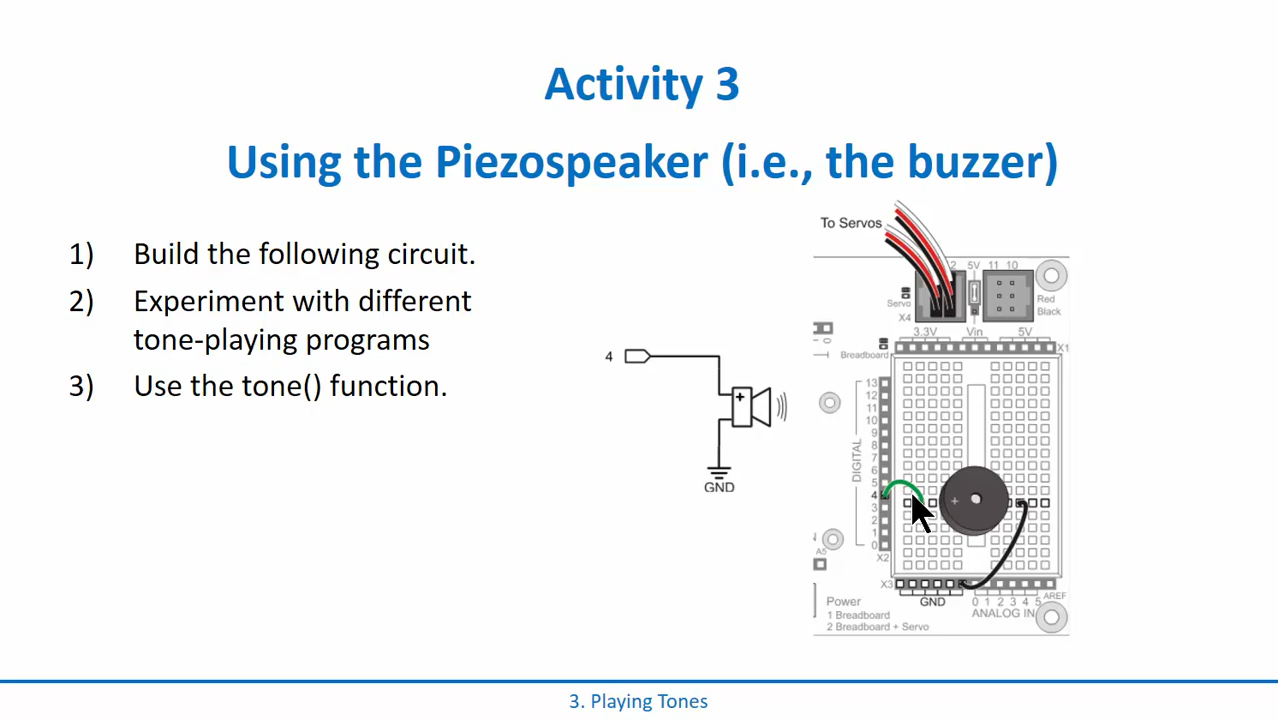 Activity 3
Using the Piezospeaker (i.e., the buzzer)
1) Build the following circuit.
2) Experiment with different
tone-playing programs
3) Use the tone() function.
4
+
GND
To Servos
2 5V 11 10
Servo
X4
Red
Black
3.3V Vin 5V
X1
0
Breadboard
DIGITAL
13
12
11
10
9
8
7
6
5
4
3
2
1
0
+
X2
A5
X3
GND
0 1 2 3 4 5 AREF
ANALOG IN
Power
1 Breadboard
2 Breadboard + Servo
3. Playing Tones